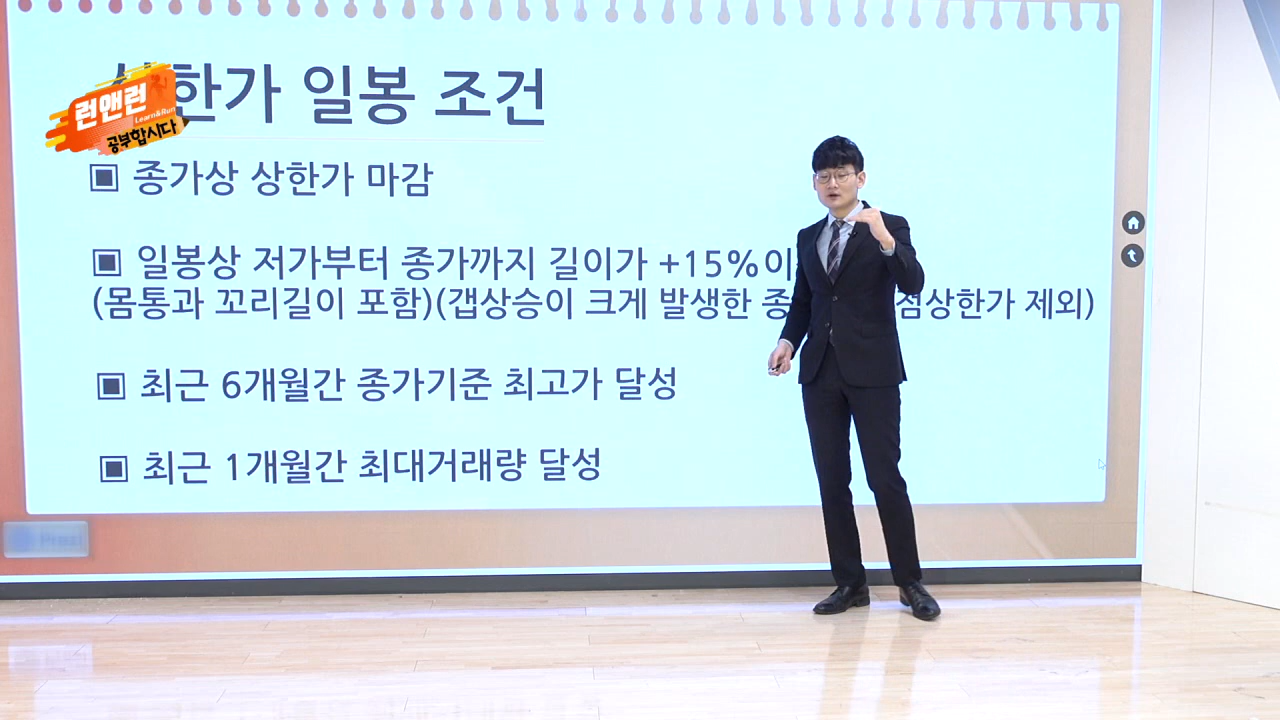 한가 일봉 조건
런앤런
Learn&Run
공부합시다
▣ 종가상 상한가 마감
▣ 일봉상 저가부터 종가까지 길이가 +15%이
(몸통과 꼬리길이 포함)(갭상승이 크게 발생한 종 점상한가 제외)
▣ 최근 6개월간 종가기준 최고가 달성
▣ 최근 1개월간 최대거래량 달성